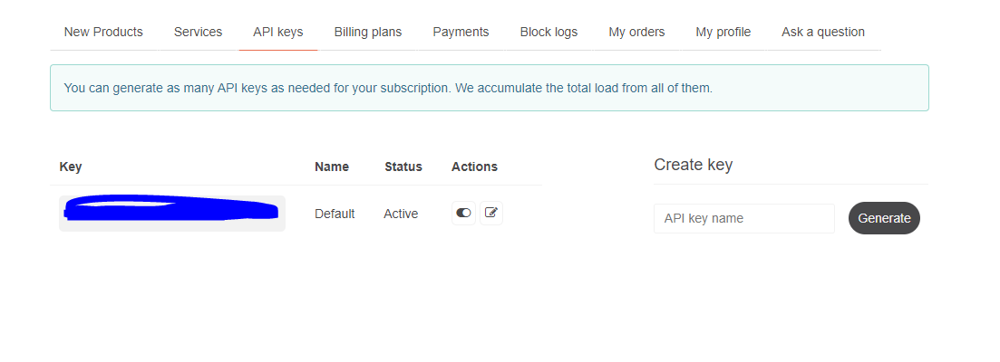 New Products Services API keys Billing plans Payments Block logs My orders My profile Ask a question
You can generate as many API keys as needed for your subscription. We accumulate the total load from all of them.
Key Name Status Actions
Default Active
Create key
API key name Generate